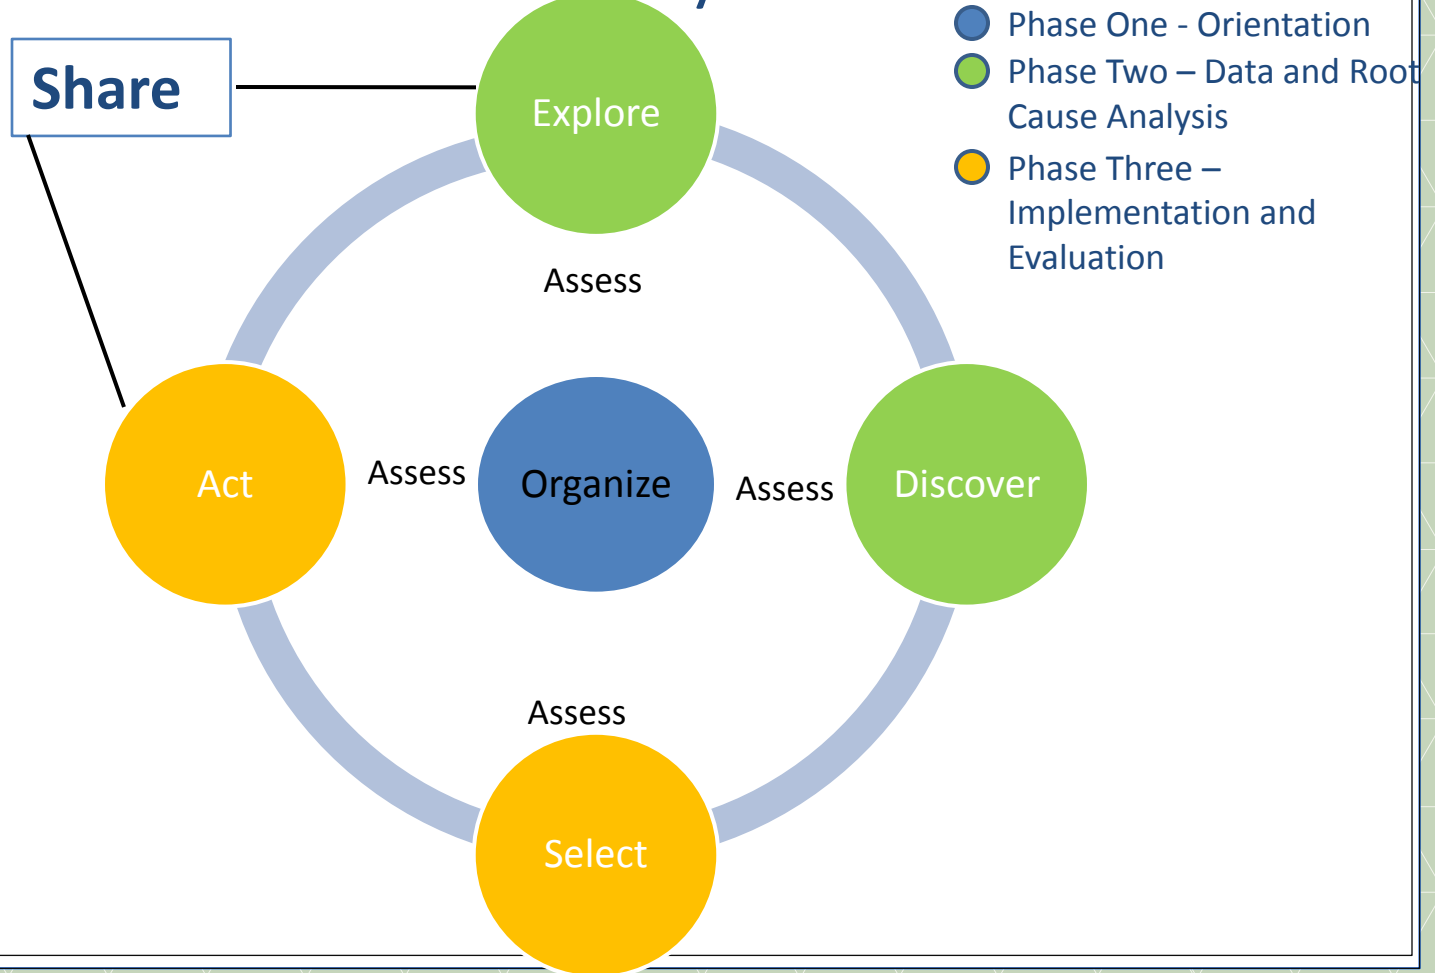 Share
Explore
Phase One - Orientation
Phase Two – Data and Root
Cause Analysis
Phase Three –
Implementation and
Evaluation
Assess
Act
Assess
Organize
Assess
Discover
Assess
Select